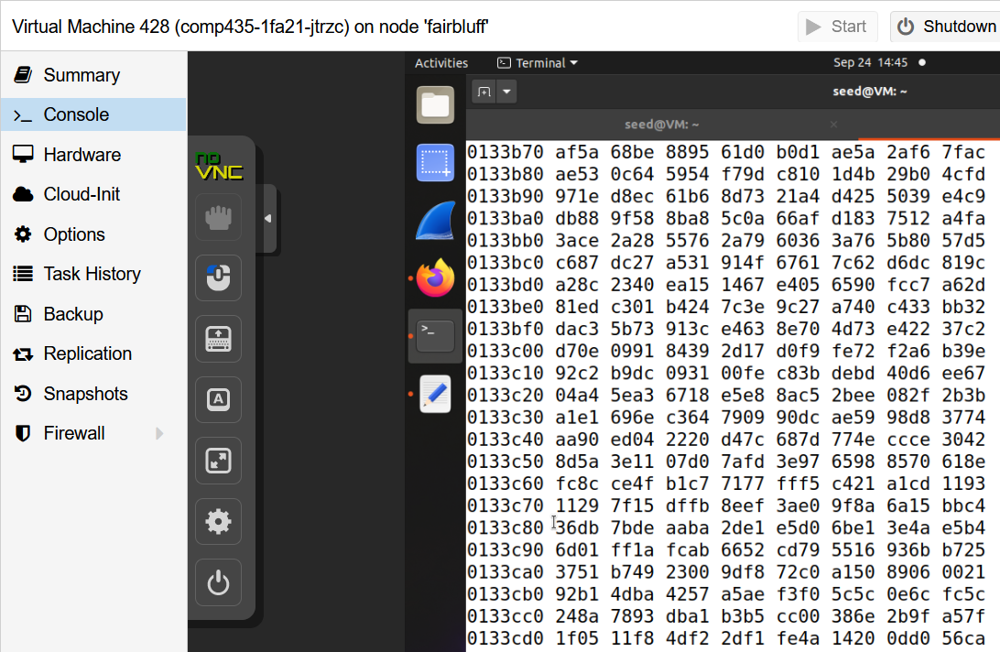 Virtual Machine 428 (comp435-1fa21-jtrzc) on node 'fairbluff'
Start
Shutdown
Summary
Console
Hardware
Cloud-Init
Options
Task History
Backup
Replication
Snapshots
Firewall
no
VNC
A
Activities
Terminal
Sep 24 14:45
seed@VM: ~
seed@VM: ~
0133b70 af5a 68be 8895 61d0 b0d1 ae5a 2af6 7fac
0133b80 ae53 0c64 5954 f79d c810 1d4b 29b0 4cfd
0133b90 971e d8ec 61b6 8d73 21a4 d425 5039 e4c9
0133ba0 db88 9f58 8ba8 5c0a 66af d183 7512 a4fa
0133bb0 3ace 2a28 5576 2a79 6036 3a76 5b80 57d5
0133bc0 c687 dc27 a531 914f 6761 7c62 d6dc 819c
0133bd0 a28c 2340 ea15 1467 e405 6590 fcc7 a62d
0133be0 81ed c301 b424 7c3e 9c27 a740 c433 bb32
0133bf0 dac3 5b73 913c e463 8e70 4d73 e422 37c2
0133c00 d70e 0991 8439 2d17 d0f9 fe72 f2a6 b39e
0133c10 92c2 b9dc 0931 00fe c83b debd 40d6 ee67
0133c20 04a4 5ea3 6718 e5e8 8ac5 2bee 082f 2b3b
0133c30 a1e1 696e c364 7909 90dc ae59 98d8 3774
0133c40 aa90 ed04 2220 d47c 687d 774e ccce 3042
0133c50 8d5a 3e11 07d0 7afd 3e97 6598 8570 618e
0133c60 fc8c ce4f b1c7 7177 fff5 c421 a1cd 1193
0133c70 1129 7f15 dffb 8eef 3ae0 9f8a 6a15 bbc4
0133c80 36db 7bde aaba 2de1 e5d0 6be1 3e4a e5b4
0133c90 6d01 ff1a fcab 6652 cd79 5516 936b b725
0133ca0 3751 b749 2300 9df8 72c0 a150 8906 0021
0133cb0 92b1 4dba 4257 a5ae f3f0 5c5c 0e6c fc5c
0133cc0 248a 7893 dba1 b3b5 cc00 386e 2b9f a57f
0133cd0 1f05 11f8 4df2 2df1 fe4a 1420 0dd0 56ca